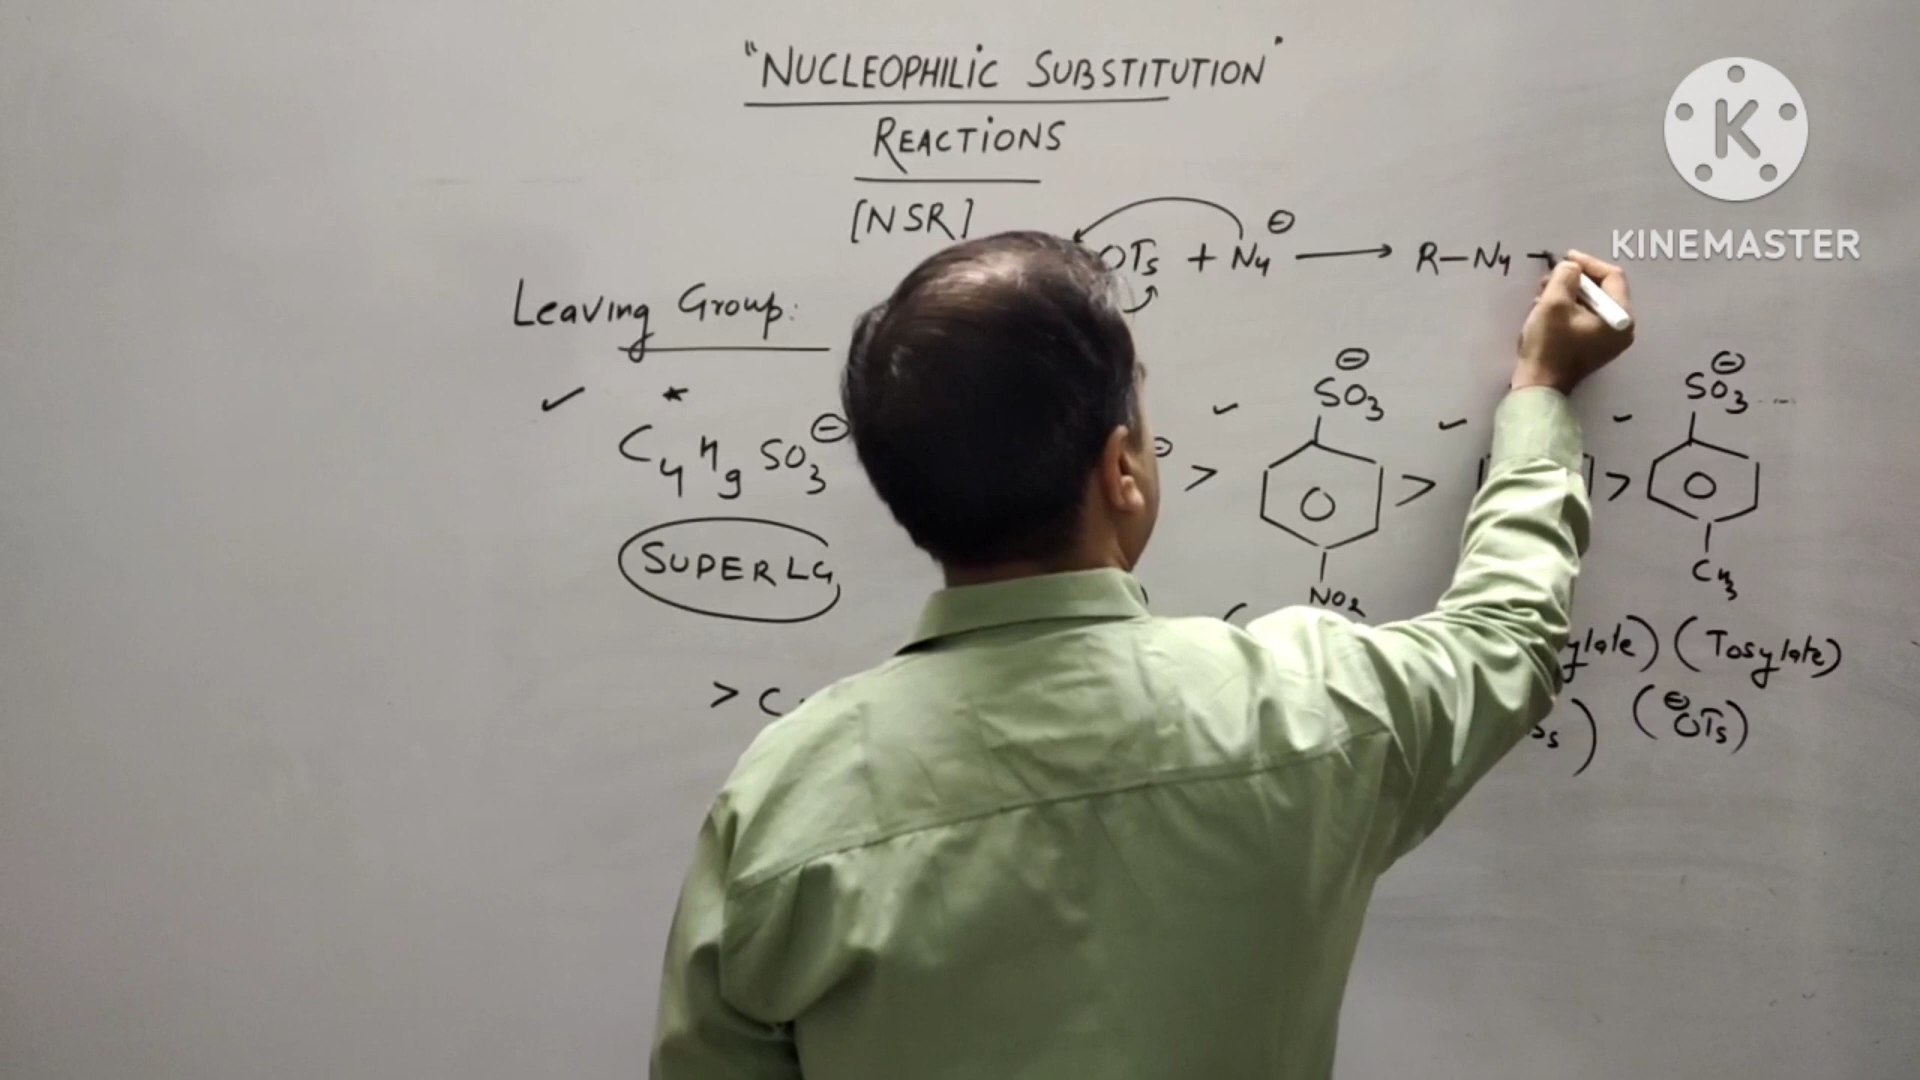 "NUCLEOPHILIC SUBSTITUTION"
REACTIONS
[NSR]
OTs + Nu⊖ ⟶ R–Nu
KINEMASTER
Leaving Group:
✓ * ✓ ✓ ✓
C4H9SO3⊖ ⊖ > SO3⊖ > > SO3⊖ ....
NO2 CH3
SUPER LG
(Tosylate)
> C
(⊖OTs)